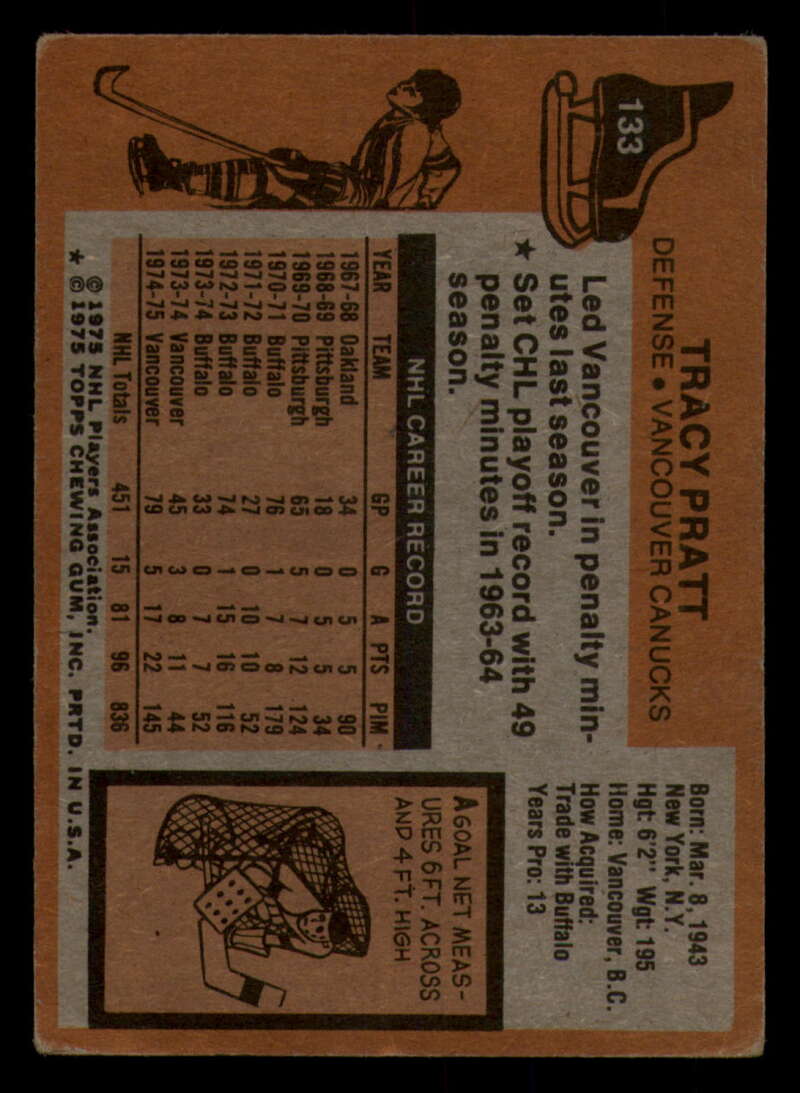 133
TRACY PRATT
DEFENSE • VANCOUVER CANUCKS
Led Vancouver in penalty min-
utes last season.
★ Set CHL playoff record with 49
penalty minutes in 1963-64
season.
Born: Mar. 8, 1943
New York, N.Y.
Hgt: 6'2" Wgt: 195
Home: Vancouver, B.C.
How Acquired:
Trade with Buffalo
Years Pro: 13
NHL CAREER RECORD
YEAR TEAM GP G A PTS PIM
1967-68 Oakland 34 0 5 5 90
1968-69 Pittsburgh 18 0 5 5 34
1969-70 Pittsburgh 65 5 7 12 124
1970-71 Buffalo 76 1 7 8 179
1971-72 Buffalo 27 0 10 10 52
1972-73 Buffalo 74 1 15 16 116
1973-74 Buffalo 33 0 7 7 52
1973-74 Vancouver 45 3 8 11 44
1974-75 Vancouver 79 5 17 22 145
NHL Totals 451 15 81 96 836
A GOAL NET MEAS-
URES 6 FT. ACROSS
AND 4 FT. HIGH
© 1975 NHL Players Association.
★ © 1975 TOPPS CHEWING GUM, INC. PRTD. IN U.S.A.